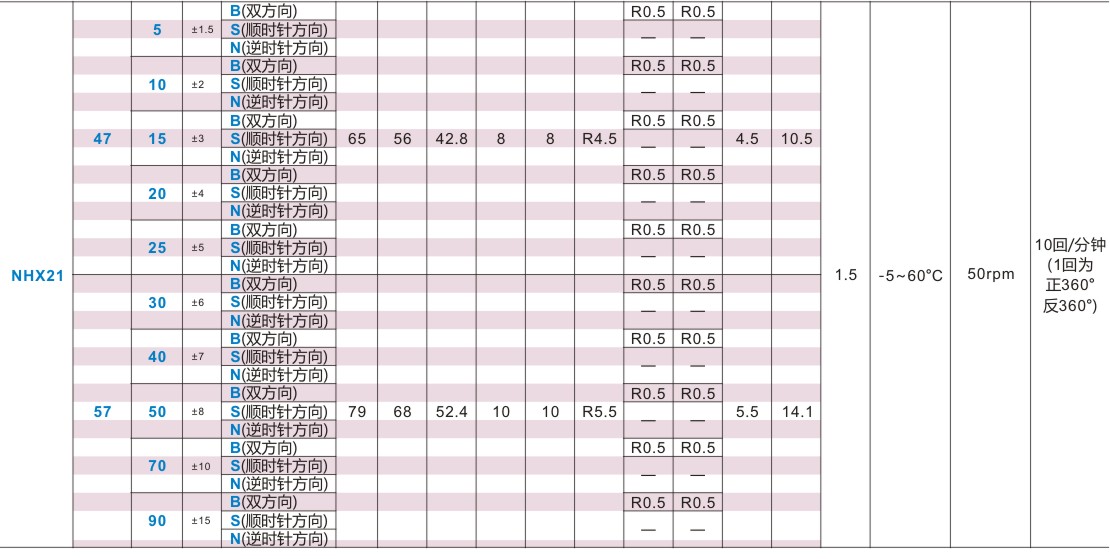 B(双方向) R0.5 R0.5
5 ±1.5 S(顺时针方向) — —
N(逆时针方向)
B(双方向) R0.5 R0.5
10 ±2 S(顺时针方向) — —
N(逆时针方向)
B(双方向) R0.5 R0.5
47 15 ±3 S(顺时针方向) 65 56 42.8 8 8 R4.5 — — 4.5 10.5
N(逆时针方向)
B(双方向) R0.5 R0.5
20 ±4 S(顺时针方向) — —
N(逆时针方向)
B(双方向) R0.5 R0.5
25 ±5 S(顺时针方向) — —
N(逆时针方向)
NHX21 1.5 -5~60°C 50rpm
10回/分钟
(1回为
正360°
反360°)
B(双方向) R0.5 R0.5
30 ±6 S(顺时针方向) — —
N(逆时针方向)
B(双方向) R0.5 R0.5
40 ±7 S(顺时针方向) — —
N(逆时针方向)
B(双方向) R0.5 R0.5
57 50 ±8 S(顺时针方向) 79 68 52.4 10 10 R5.5 — — 5.5 14.1
N(逆时针方向)
B(双方向) R0.5 R0.5
70 ±10 S(顺时针方向) — —
N(逆时针方向)
B(双方向) R0.5 R0.5
90 ±15 S(顺时针方向) — —
N(逆时针方向)